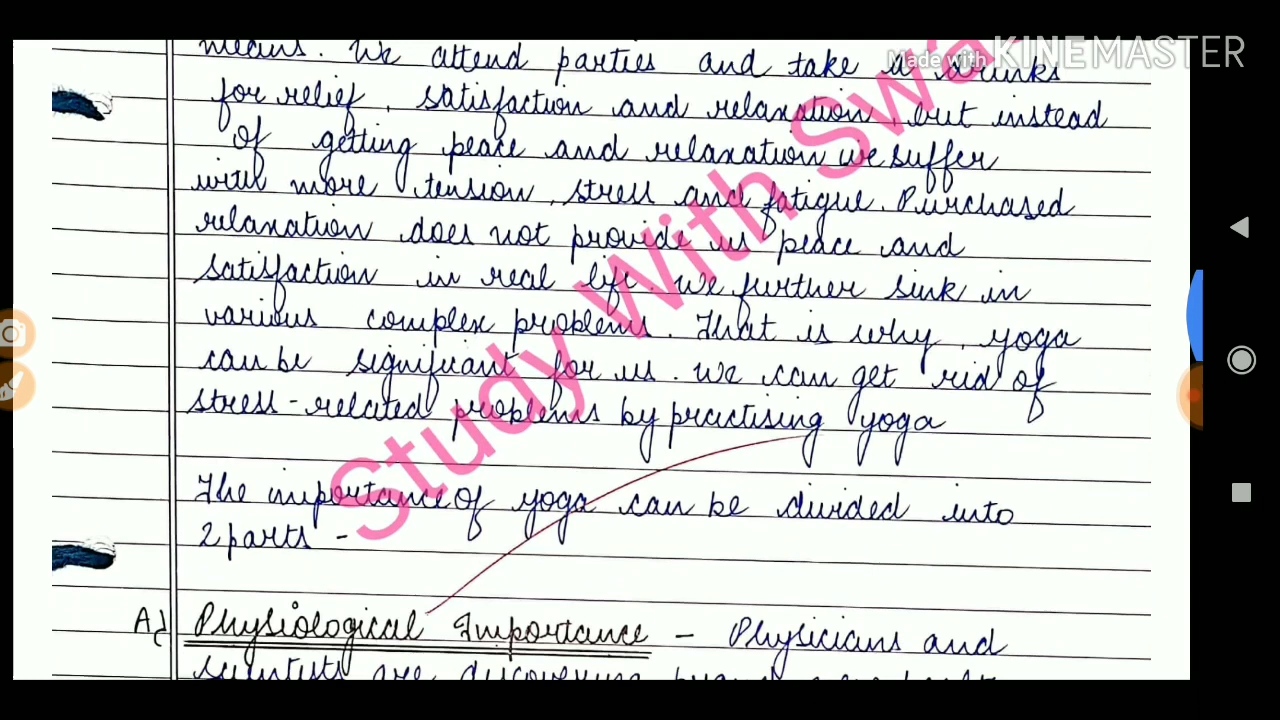 means. We attend parties and take a drinks
for relief, satisfaction and relaxation, but instead
of getting peace and relaxation we suffer
with more tension, stress and fatigue. Purchased
relaxation does not provide us peace and
satisfaction in real life. We further sink in
various complex problems. That is why, yoga
can be significant for us. We can get rid of
stress-related problems by practising yoga
The importance of yoga can be divided into
2 parts -
A) Physiological Importance - Physicians and
scientists are discovering
Made with KINEMASTER
Study With Swa